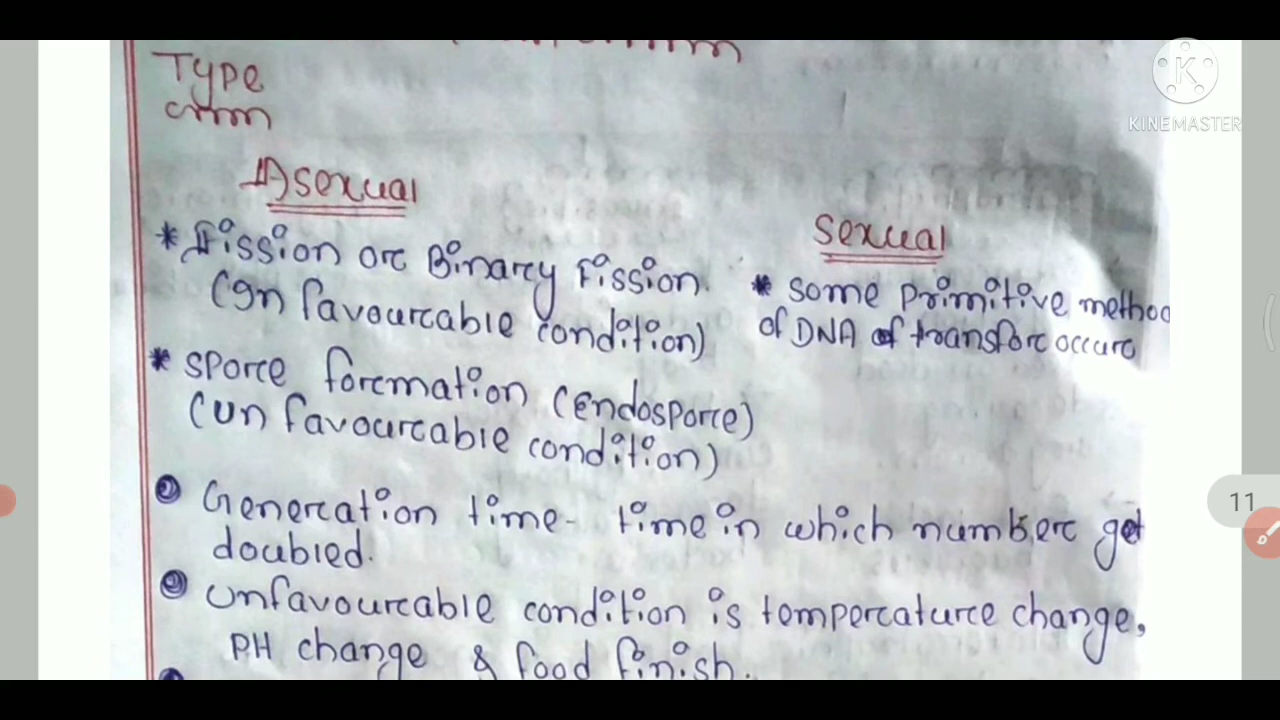 Type
Asexual
* Fission or Binary Fission.
(In favourable condition)
* Spore formation (Endospore)
(Un favourable condition)
Sexual
* Some primitive method
of DNA of transfor occurs
Generation time - time in which number get
doubled.
Unfavourable condition is temperature change,
PH change & food finish.
KINEMASTER
11